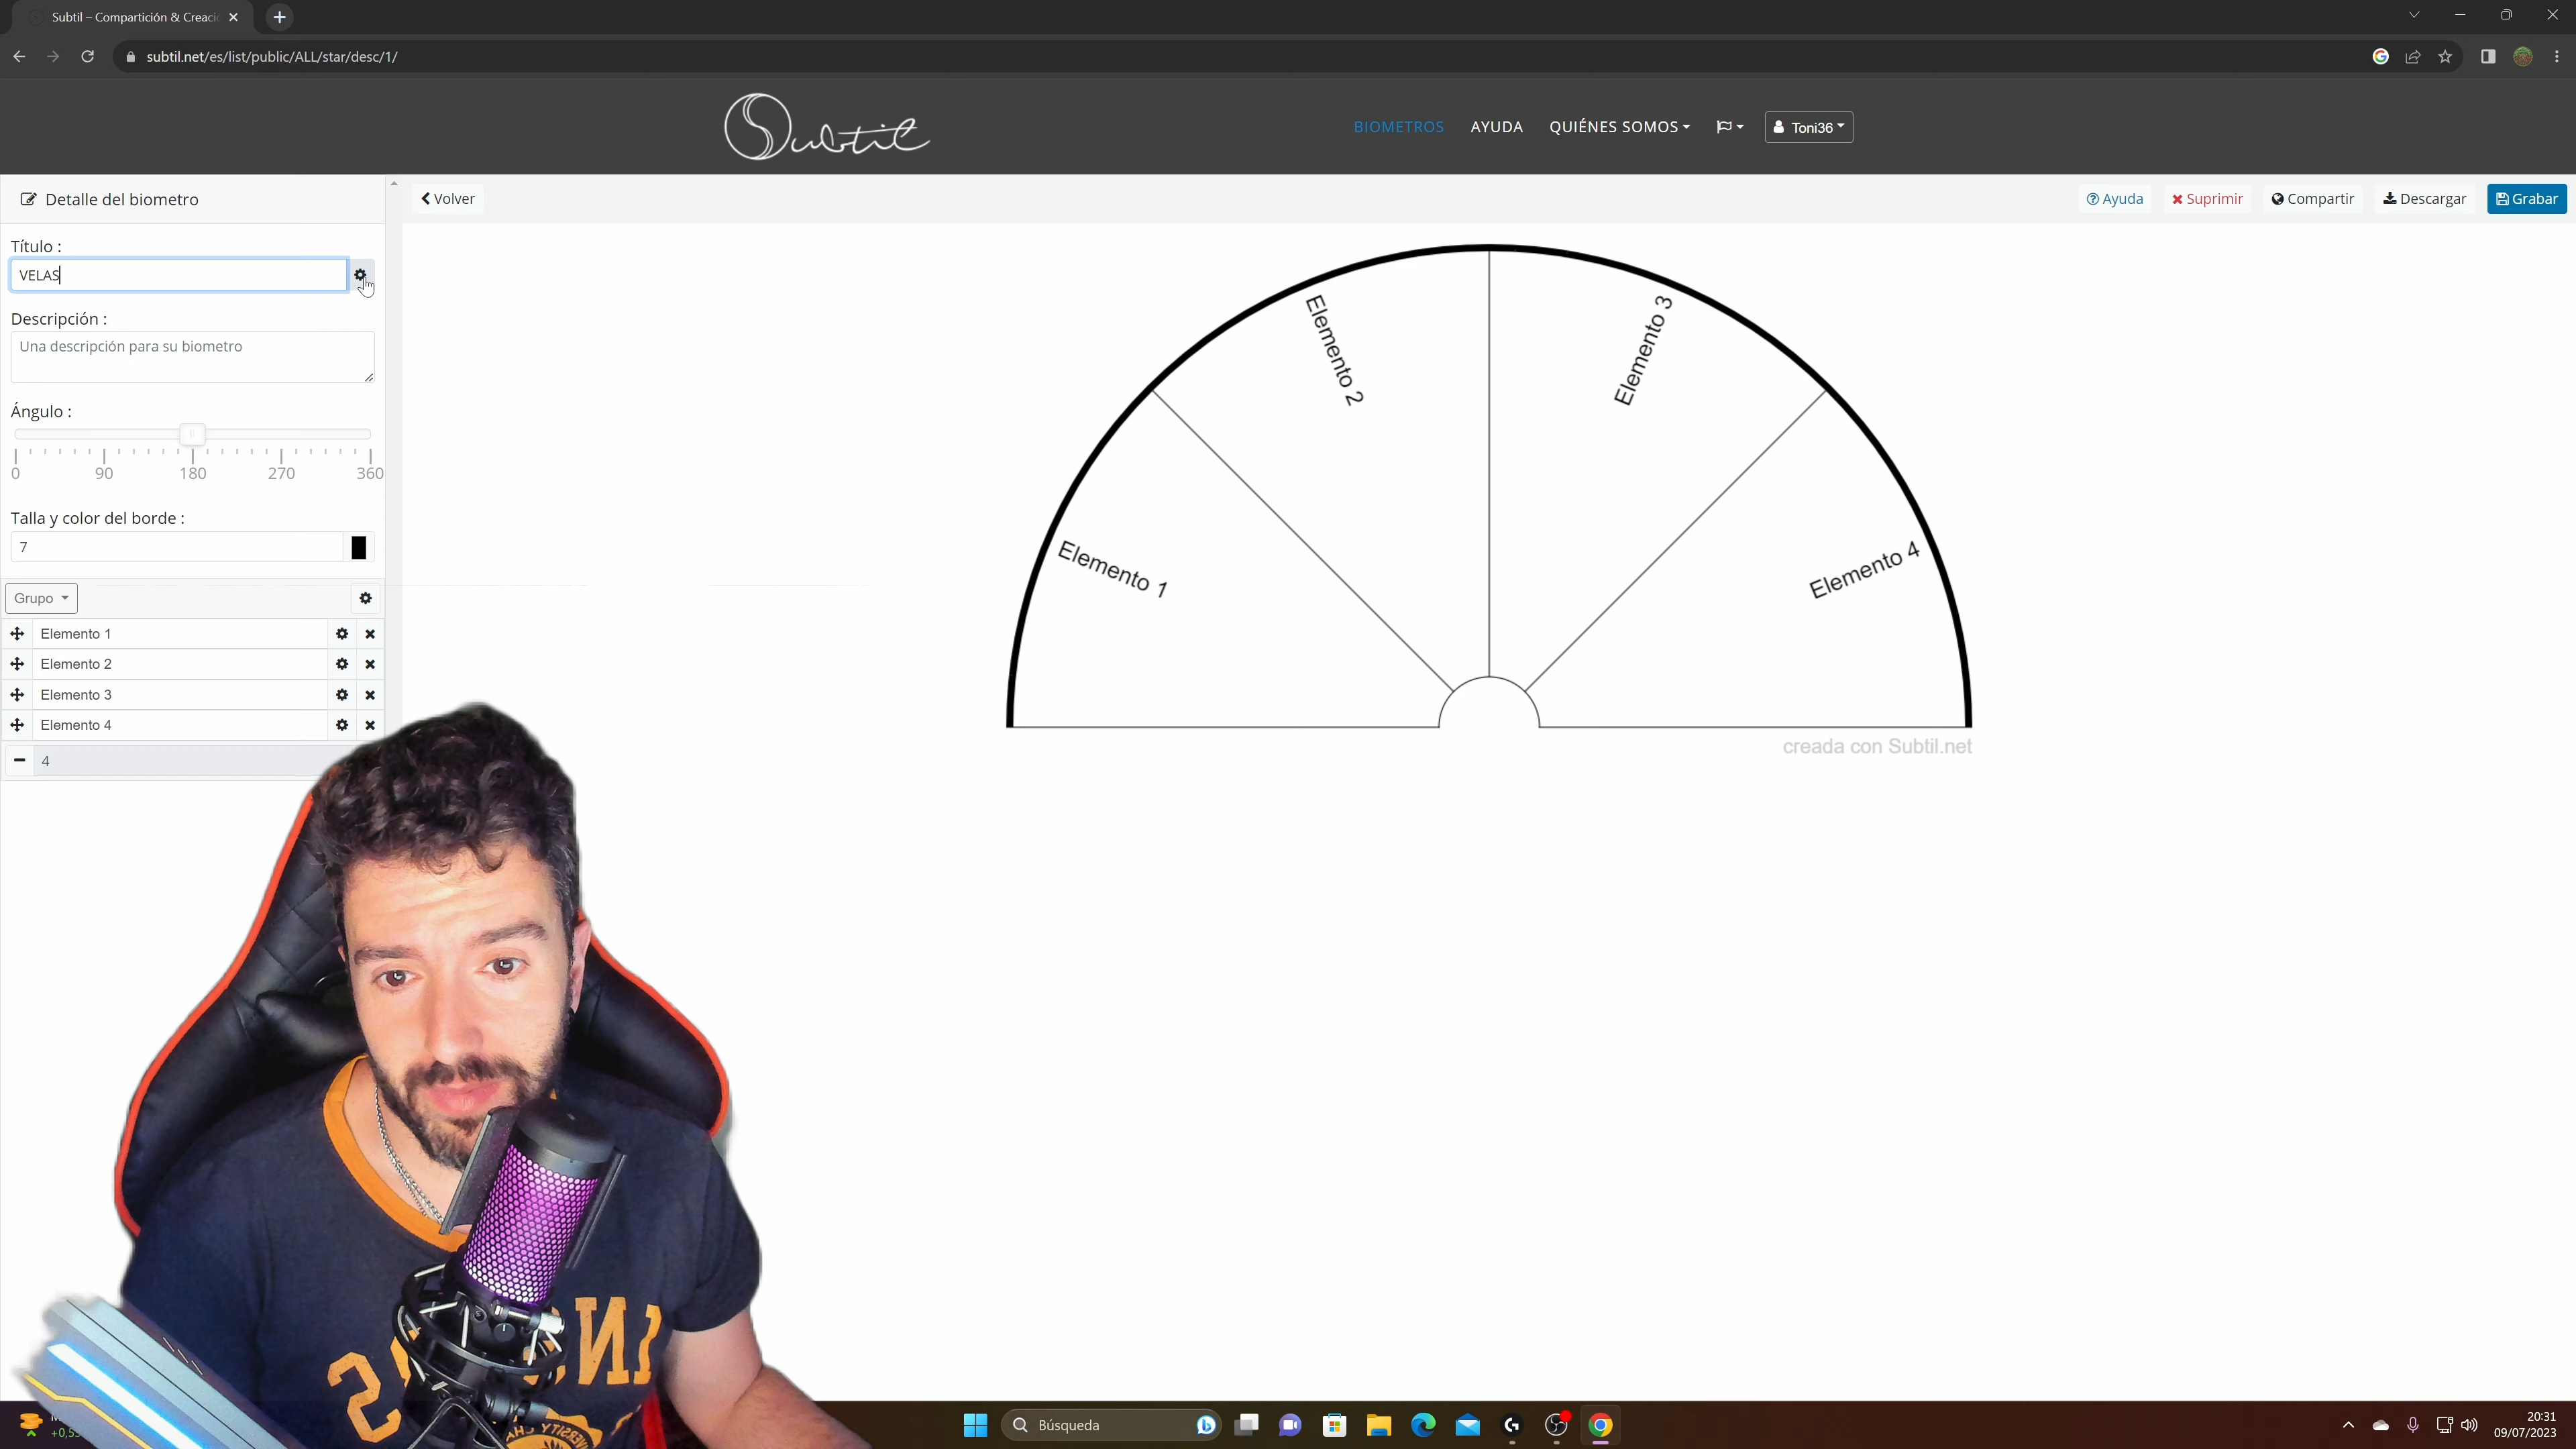 Subtil – Compartición & Creació
subtil.net/es/list/public/ALL/star/desc/1/
Subtil
BIOMETROS
AYUDA
QUIÉNES SOMOS
Toni36
Detalle del biometro
Volver
Ayuda
Suprimir
Compartir
Descargar
Grabar
Título :
VELAS
Descripción :
Una descripción para su biometro
Ángulo :
0 90 180 270 360
Talla y color del borde :
7
Grupo
Elemento 1
Elemento 2
Elemento 3
Elemento 4
4
Elemento 1
Elemento 2
Elemento 3
Elemento 4
creada con Subtil.net
Búsqueda
20:31
09/07/2023